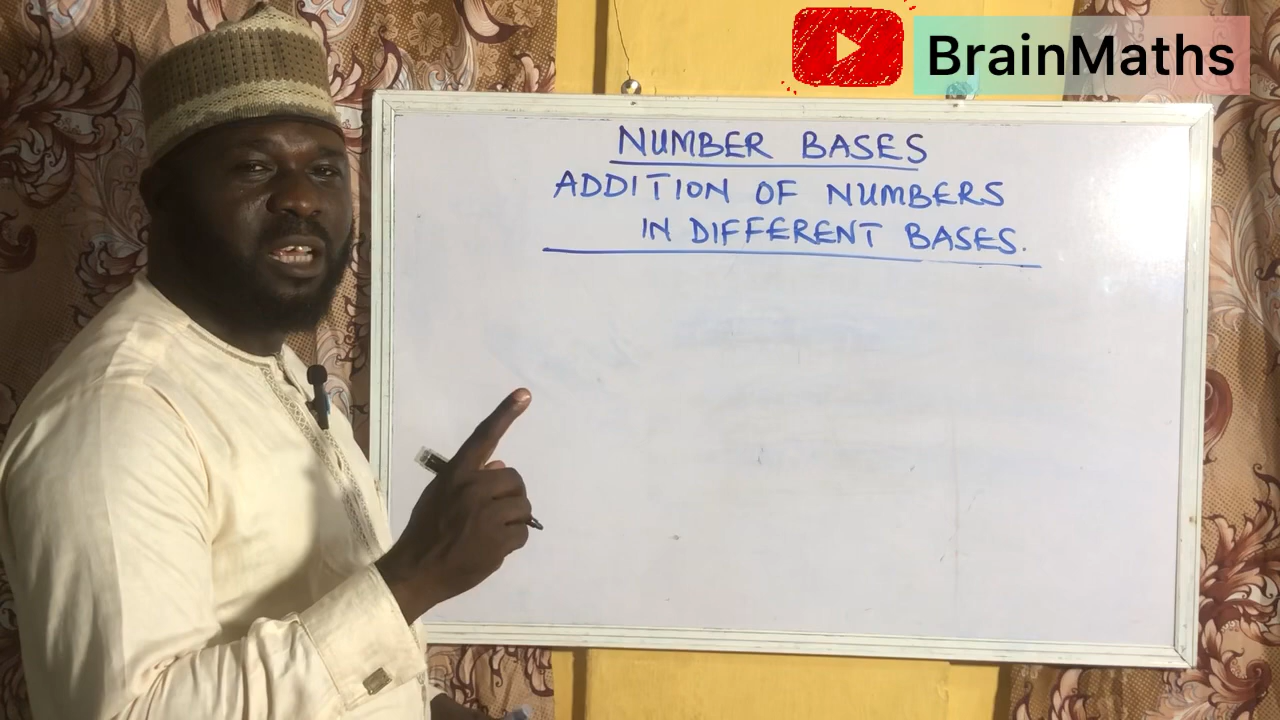 BrainMaths
NUMBER BASES
ADDITION OF NUMBERS
IN DIFFERENT BASES.